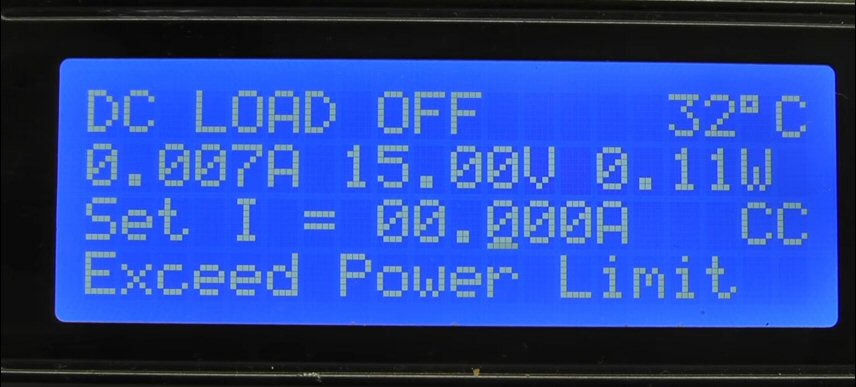 DC LOAD OFF 32°C
0.007A 15.00V 0.11W
Set I = 00.000A CC
Exceed Power Limit